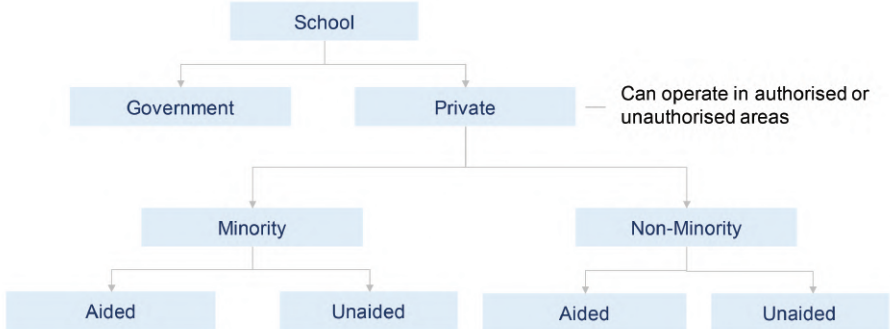 School
Government
Private
Can operate in authorised or
unauthorised areas
Minority
Non-Minority
Aided
Unaided
Aided
Unaided